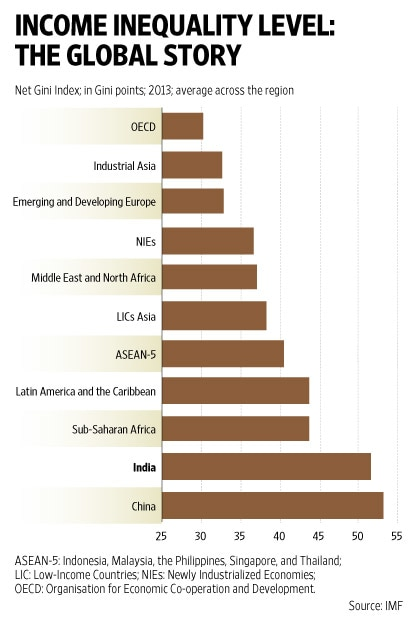 INCOME INEQUALITY LEVEL:
THE GLOBAL STORY
Net Gini Index; in Gini points; 2013; average across the region
OECD
Industrial Asia
Emerging and Developing Europe
NIEs
Middle East and North Africa
LICs Asia
ASEAN-5
Latin America and the Caribbean
Sub-Saharan Africa
India
China
25 30 35 40 45 50 55
ASEAN-5: Indonesia, Malaysia, the Philippines, Singapore, and Thailand;
LIC: Low-Income Countries; NIEs: Newly Industrialized Economies;
OECD: Organisation for Economic Co-operation and Development.
Source: IMF